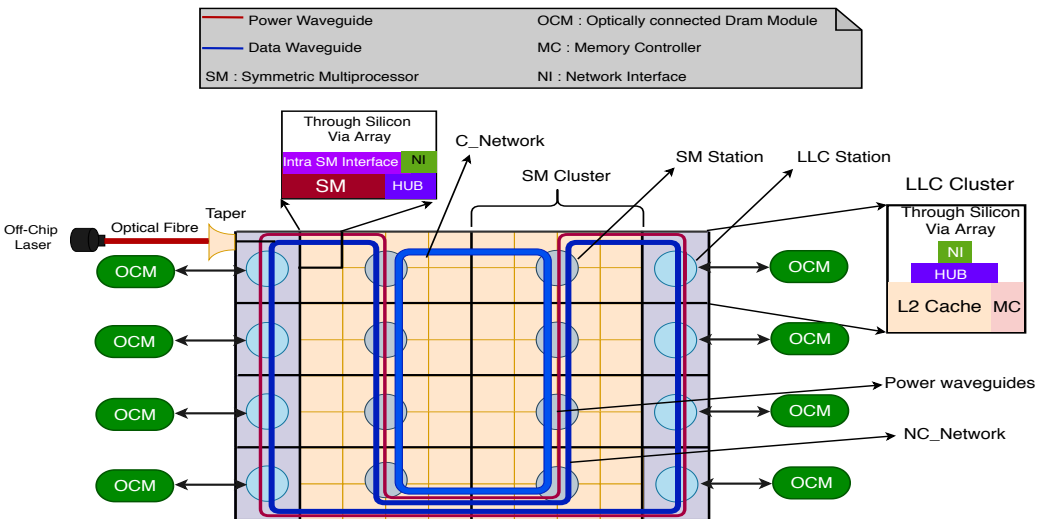 Power Waveguide
OCM : Optically connected Dram Module
Data Waveguide
MC : Memory Controller
SM : Symmetric Multiprocessor
NI : Network Interface
Through Silicon
Via Array
Intra SM Interface
NI
SM
HUB
C_Network
SM Cluster
SM Station
LLC Station
LLC Cluster
Through Silicon
Via Array
NI
HUB
L2 Cache
MC
Off-Chip
Laser
Optical Fibre
Taper
OCM
OCM
OCM
OCM
OCM
OCM
OCM
OCM
Power waveguides
NC_Network